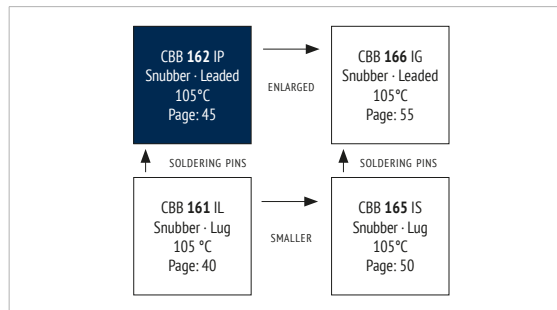 CBB 162 IP
Snubber · Leaded
105°C
Page: 45
ENLARGED
CBB 166 IG
Snubber · Leaded
105°C
Page: 55
SOLDERING PINS
SOLDERING PINS
CBB 161 IL
Snubber · Lug
105 °C
Page: 40
SMALLER
CBB 165 IS
Snubber · Lug
105°C
Page: 50